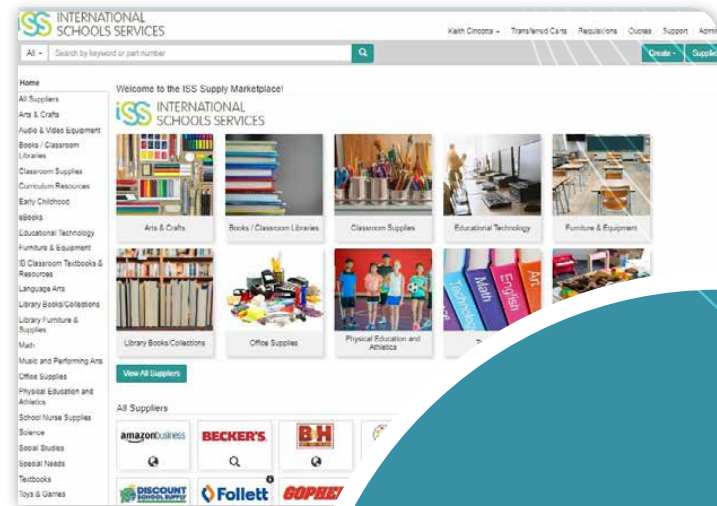 iSS INTERNATIONAL
SCHOOLS SERVICES
Keith Cincotta Transferred Carts Requisitions Quotes Support Admin
All Search by keyword or part number Create Supplie
Home
All Suppliers
Arts & Crafts
Audio & Video Equipment
Books / Classroom
Libraries
Classroom Supplies
Curriculum Resources
Early Childhood
eBooks
Educational Technology
Furniture & Equipment
IB Classroom Textbooks &
Resources
Language Arts
Library Books/Collections
Library Furniture &
Supplies
Math
Music and Performing Arts
Office Supplies
Physical Education and
Athletics
School Nurse Supplies
Science
Social Studies
Special Needs
Textbooks
Toys & Games
Welcome to the ISS Supply Marketplace!
iSS INTERNATIONAL
SCHOOLS SERVICES
Arts & Crafts Books / Classroom Libraries Classroom Supplies Educational Technology Furniture & Equipment
Technology Math English Art
Library Books/Collections Office Supplies Physical Education and
Athletics
View All Suppliers
All Suppliers
amazonbusiness BECKER'S B&H
DISCOUNT
SCHOOL SUPPLY Follett GOPHE